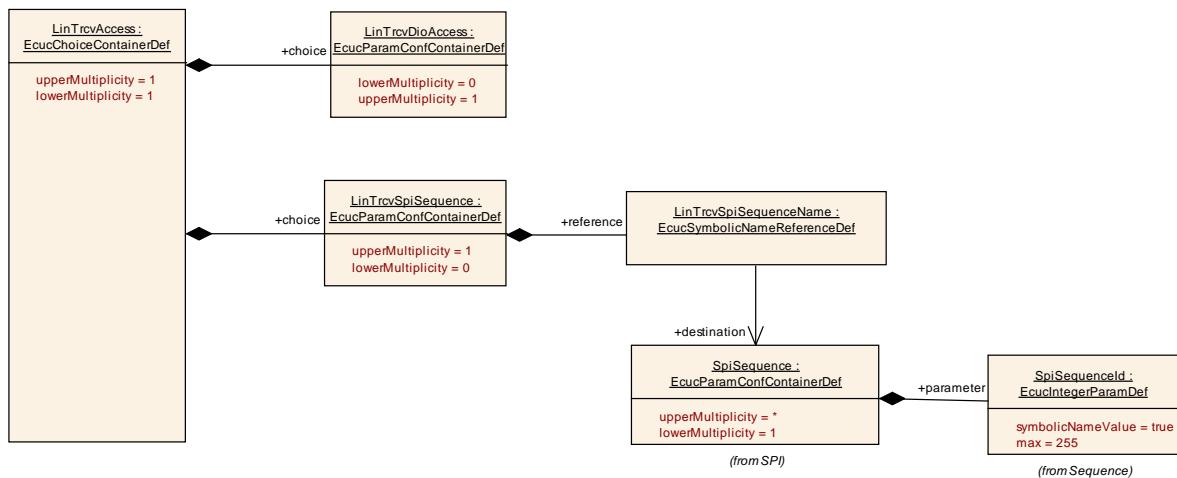 LinTrcvAccess :
EcucChoiceContainerDef
upperMultiplicity = 1
lowerMultiplicity = 1
+choice
LinTrcvDioAccess :
EcucParamConfContainerDef
lowerMultiplicity = 0
upperMultiplicity = 1
+choice
LinTrcvSpiSequence :
EcucParamConfContainerDef
upperMultiplicity = 1
lowerMultiplicity = 0
+reference
LinTrcvSpiSequenceName :
EcucSymbolicNameReferenceDef
+destination
SpiSequence :
EcucParamConfContainerDef
upperMultiplicity = *
lowerMultiplicity = 1
(from SPI)
+parameter
SpiSequenceId :
EcucIntegerParamDef
symbolicNameValue = true
max = 255
(from Sequence)